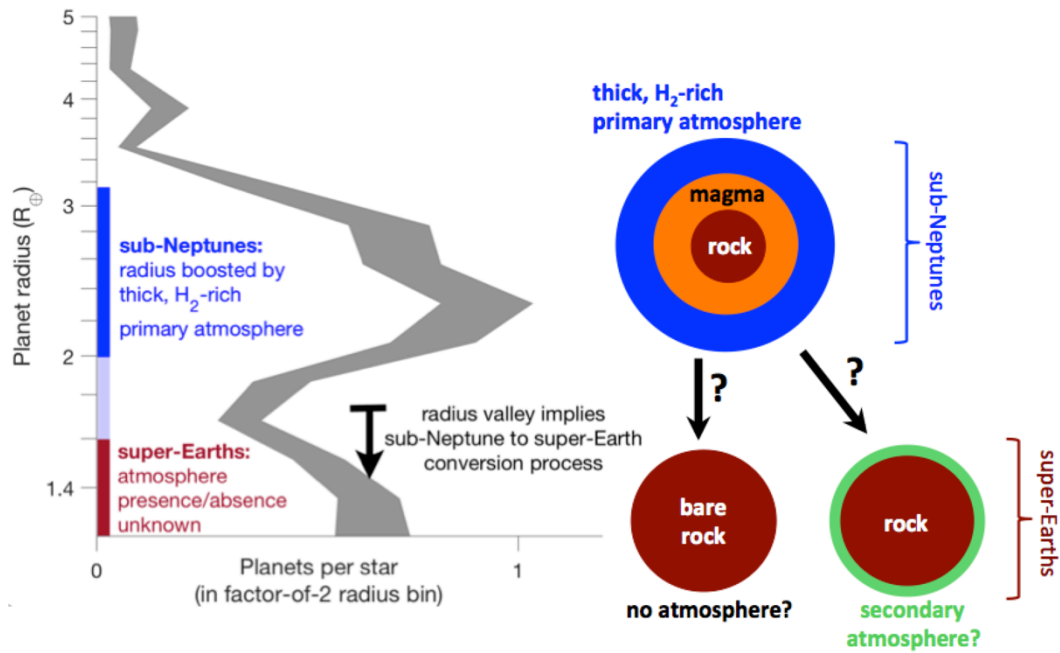 5
4
3
2
1.4
Planet radius (R⊕)
sub-Neptunes:
radius boosted by
thick, H2-rich
primary atmosphere
super-Earths:
atmosphere
presence/absence
unknown
radius valley implies
sub-Neptune to super-Earth
conversion process
0
1
Planets per star
(in factor-of-2 radius bin)
thick, H2-rich
primary atmosphere
magma
rock
sub-Neptunes
?
?
bare
rock
rock
super-Earths
no atmosphere?
secondary
atmosphere?